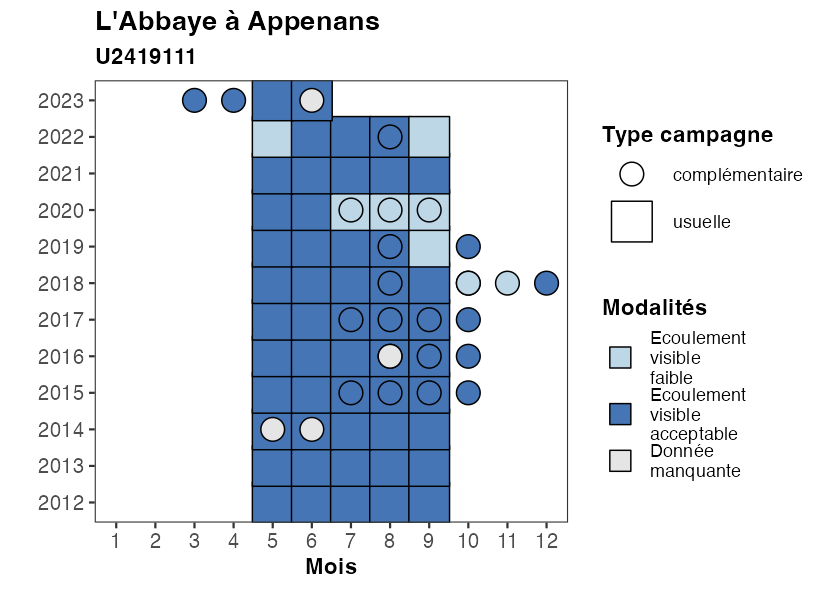 L'Abbaye à Appenans
U2419111
2023
2022
2021
2020
2019
2018
2017
2016
2015
2014
2013
2012
1 2 3 4 5 6 7 8 9 10 11 12
Mois
Type campagne
complémentaire
usuelle
Modalités
Ecoulement
visible
faible
Ecoulement
visible
acceptable
Donnée
manquante